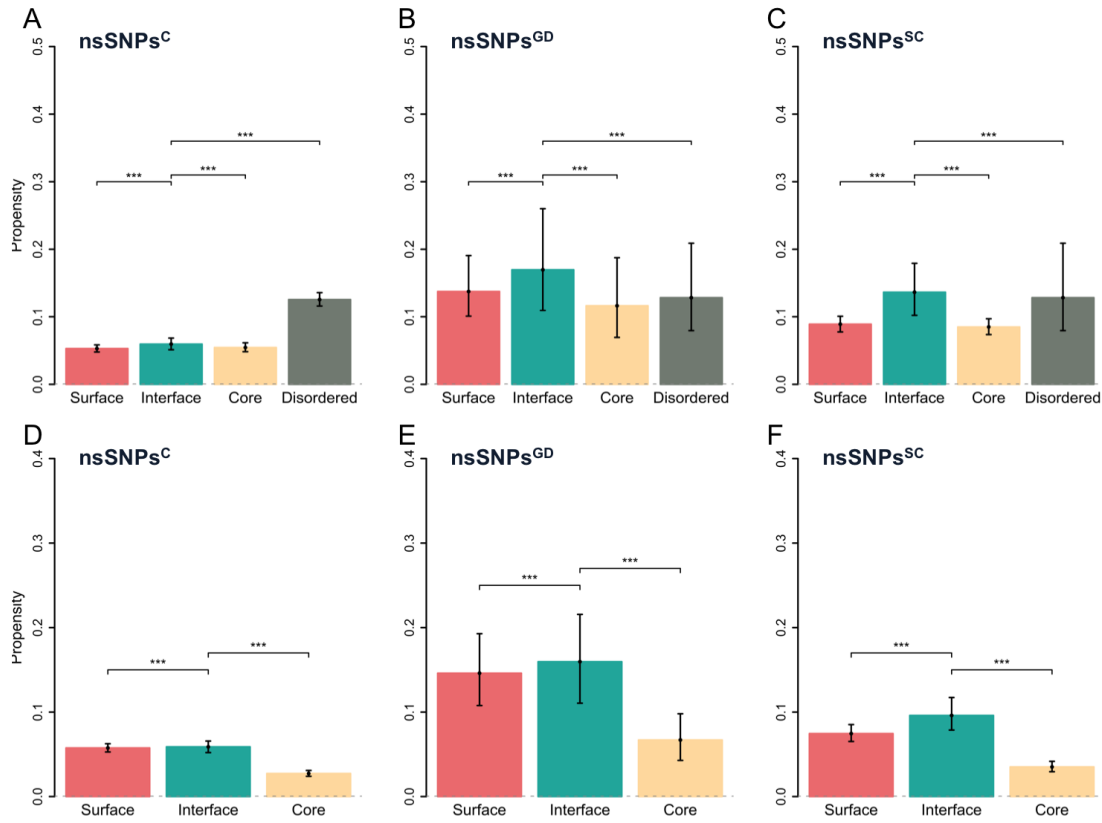 A
nsSNPsC
Propensity
0.5
0.4
0.3
0.2
0.1
0.0
***
***
***
Surface Interface Core Disordered
B
nsSNPsGD
0.5
0.4
0.3
0.2
0.1
0.0
***
***
***
Surface Interface Core Disordered
C
nsSNPsSC
0.5
0.4
0.3
0.2
0.1
0.0
***
***
***
Surface Interface Core Disordered
D
nsSNPsC
Propensity
0.4
0.3
0.2
0.1
0.0
***
***
Surface Interface Core
E
nsSNPsGD
0.4
0.3
0.2
0.1
0.0
***
***
Surface Interface Core
F
nsSNPsSC
0.4
0.3
0.2
0.1
0.0
***
***
Surface Interface Core